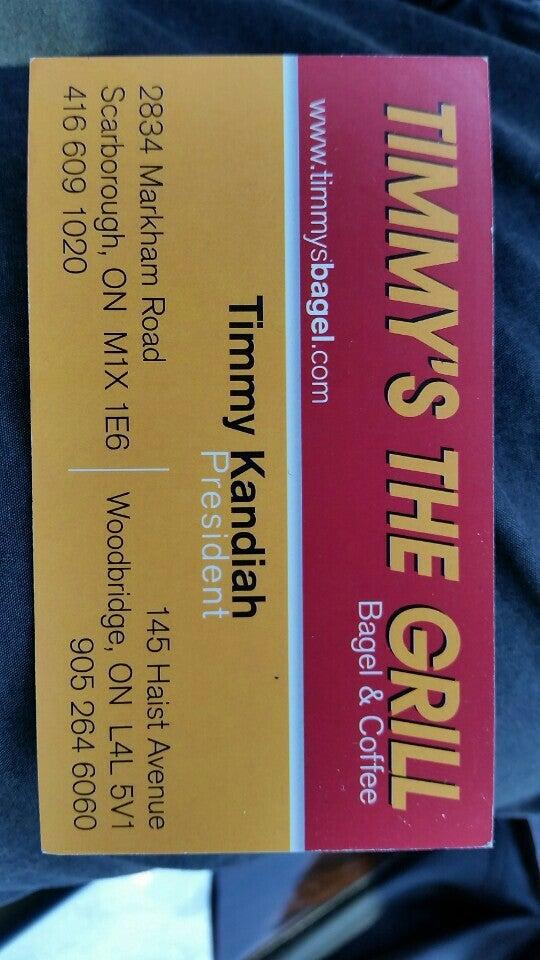 TIMMY'S THE GRILL
Bagel & Coffee
www.timmysbagel.com
Timmy Kandiah
President
2834 Markham Road
Scarborough, ON M1X 1E6
416 609 1020
145 Haist Avenue
Woodbridge, ON L4L 5V1
905 264 6060